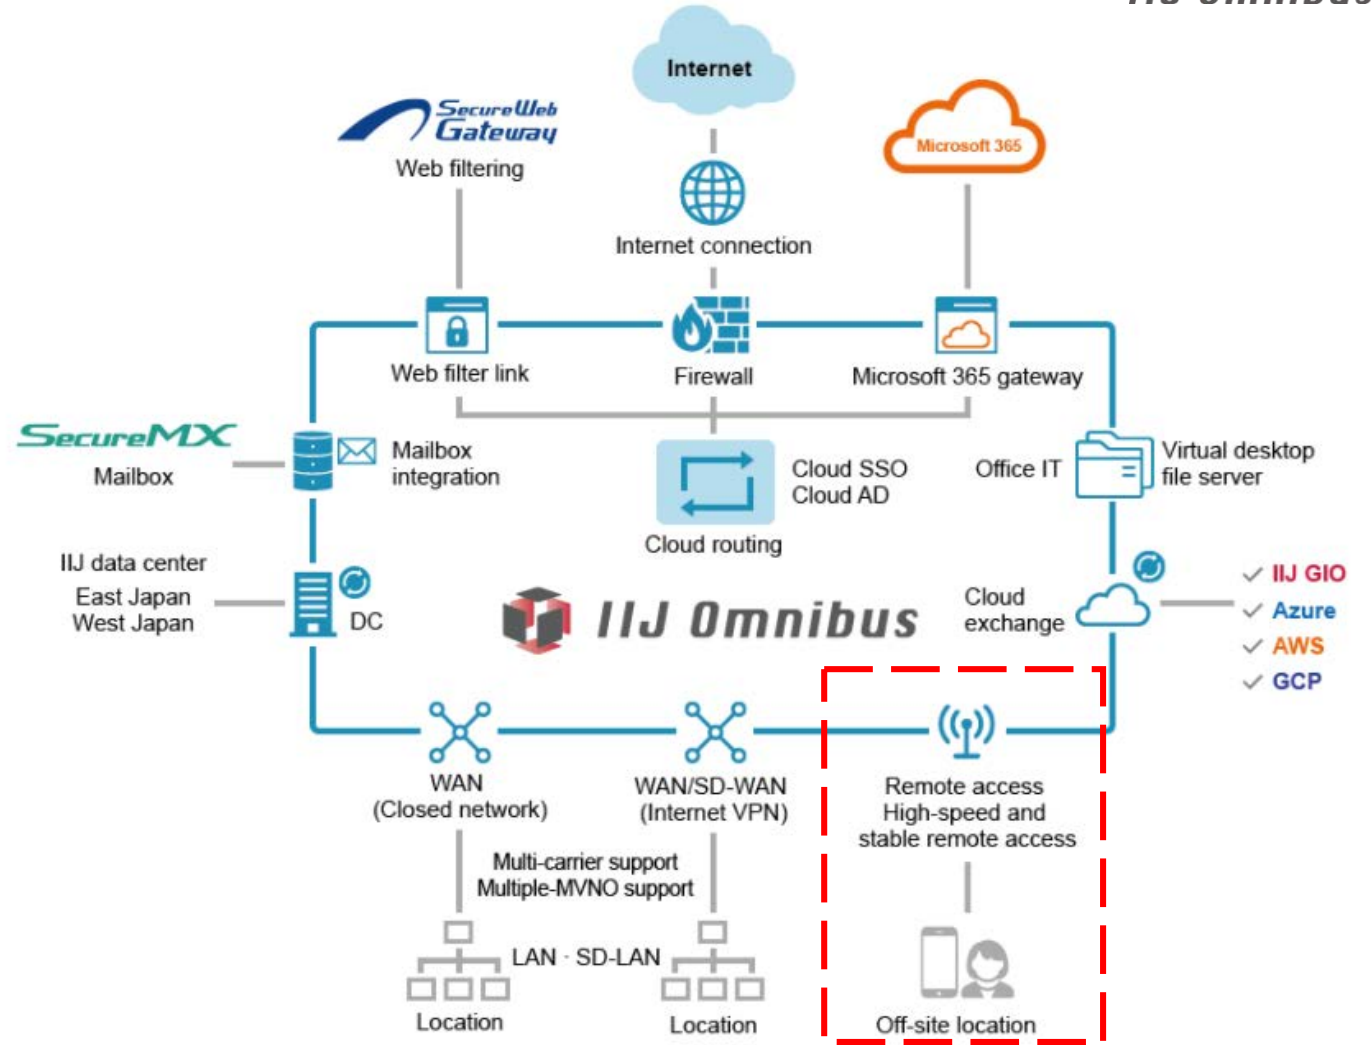 IIJ Omnibus
Internet
SecureWeb
Gateway
Web filtering
Microsoft 365
Internet connection
Web filter link
Firewall
Microsoft 365 gateway
SecureMX
Mailbox
Mailbox
integration
Cloud SSO
Cloud AD
Cloud routing
Office IT
Virtual desktop
file server
IIJ data center
East Japan
West Japan
DC
IIJ Omnibus
Cloud
exchange
IIJ GIO
Azure
AWS
GCP
WAN
(Closed network)
WAN/SD-WAN
(Internet VPN)
Remote access
High-speed and
stable remote access
Multi-carrier support
Multiple-MVNO support
LAN · SD-LAN
Location
Location
Off-site location